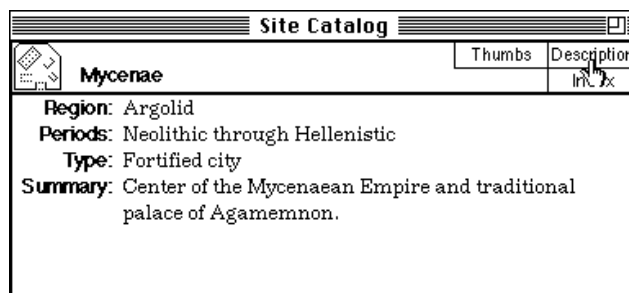 Site Catalog
Thumbs Description
Mycenae
Region: Argolid
Periods: Neolithic through Hellenistic
Type: Fortified city
Summary: Center of the Mycenaean Empire and traditional
palace of Agamemnon.